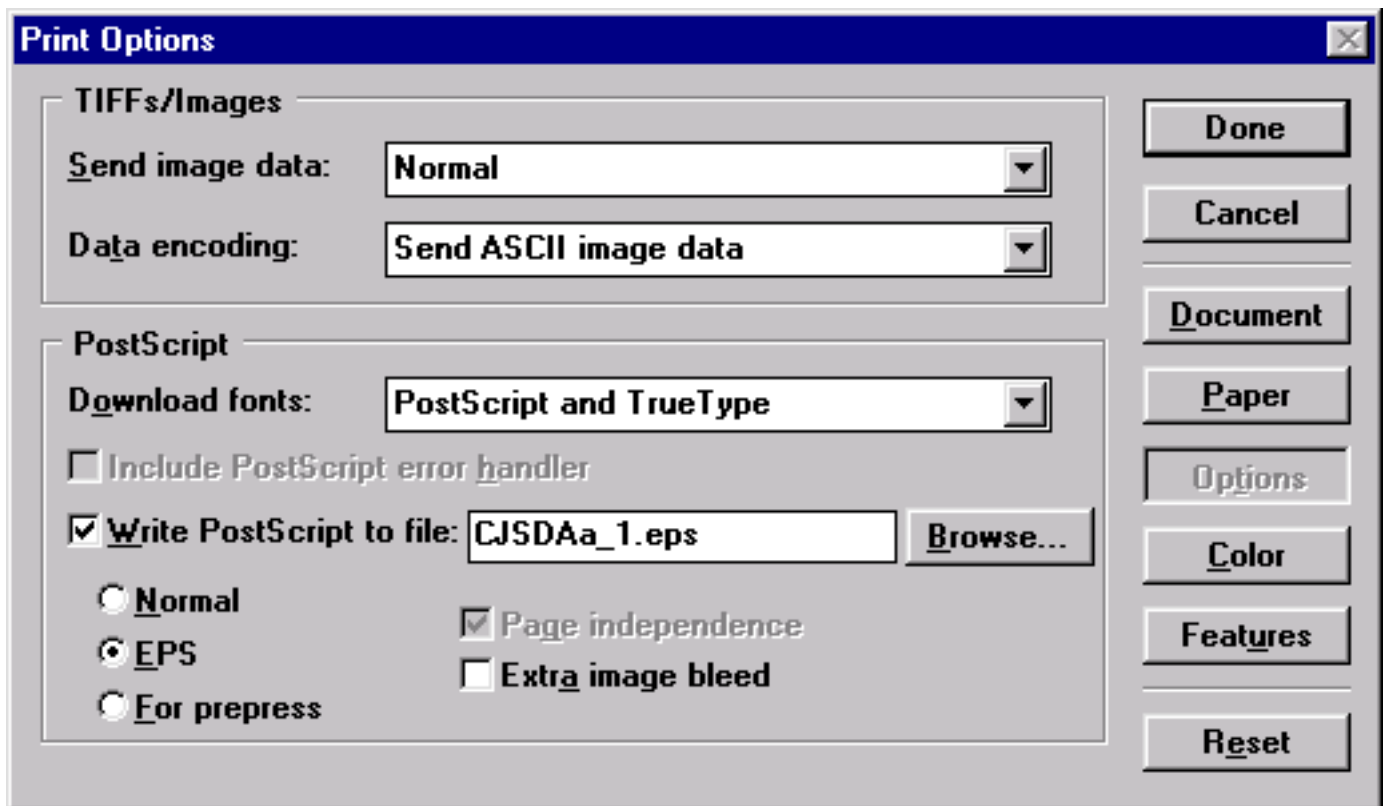 Print Options
TIFFs/Images
Send image data: Normal
Data encoding: Send ASCII image data
PostScript
Download fonts: PostScript and TrueType
Include PostScript error handler
Write PostScript to file: CJSDAa_1.eps Browse...
Normal
Page independence
EPS
Extra image bleed
For prepress
Done
Cancel
Document
Paper
Options
Color
Features
Reset